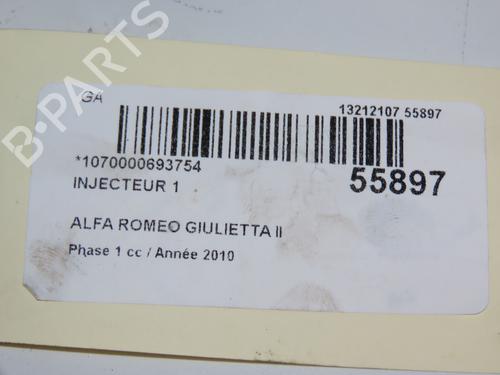 B-PARTS
GA
13212107 55897
*1070000693754
55897
INJECTEUR 1
ALFA ROMEO GIULIETTA II
Phase 1 cc / Année 2010